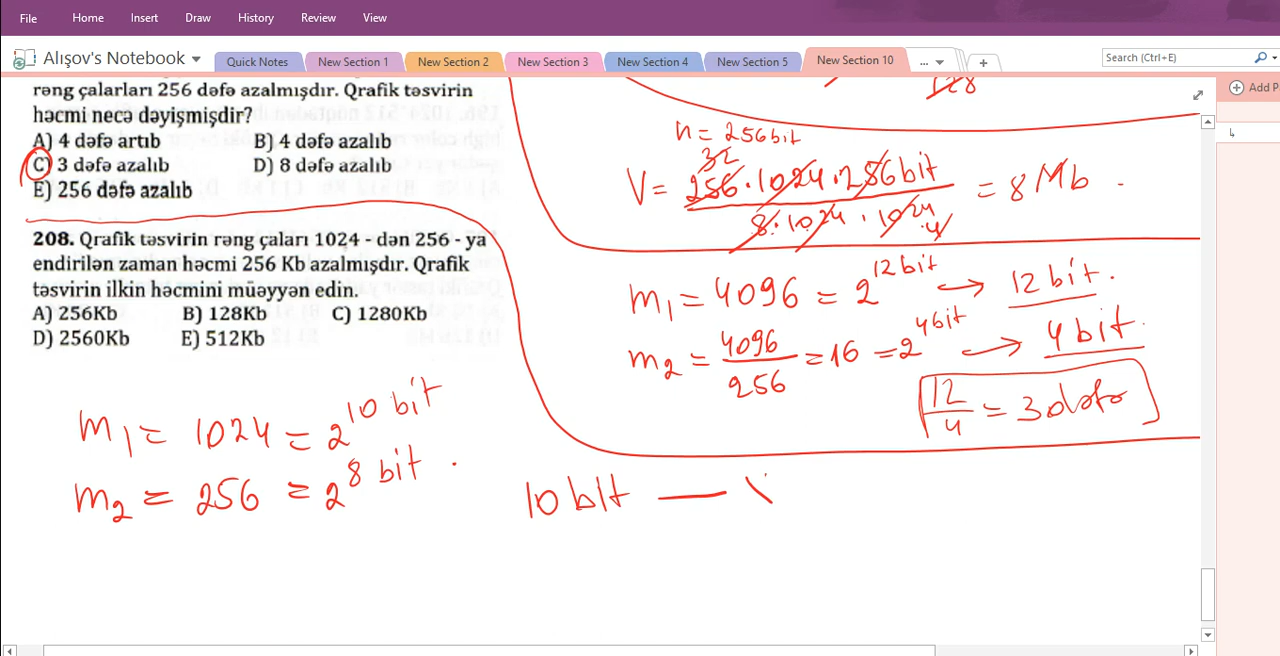 File Home Insert Draw History Review View
Alışov's Notebook Quick Notes New Section 1 New Section 2 New Section 3 New Section 4 New Section 5 New Section 10 ... + Search (Ctrl+E)
Add P
rəng çalarları 256 dəfə azalmışdır. Qrafik təsvirin
həcmi necə dəyişmişdir?
A) 4 dəfə artıb B) 4 dəfə azalıb
C) 3 dəfə azalıb D) 8 dəfə azalıb
E) 256 dəfə azalıb
208. Qrafik təsvirin rəng çaları 1024 - dən 256 - ya
endirilən zaman həcmi 256 Kb azalmışdır. Qrafik
təsvirin ilkin həcmini müəyyən edin.
A) 256Kb B) 128Kb C) 1280Kb
D) 2560Kb E) 512Kb
m₁ = 1024 = 2^10 bit
m₂ = 256 = 2^8 bit .
128
n = 256 bit
32
V = 256 · 1024 · 256 bit = 8 Mb .
8 · 1024 · 1024
4
m₁ = 4096 = 2^12 bit → 12 bit .
m₂ = 4096 / 256 = 16 = 2^4 bit → 4 bit .
12 / 4 = 3 dəfə
10 bit —